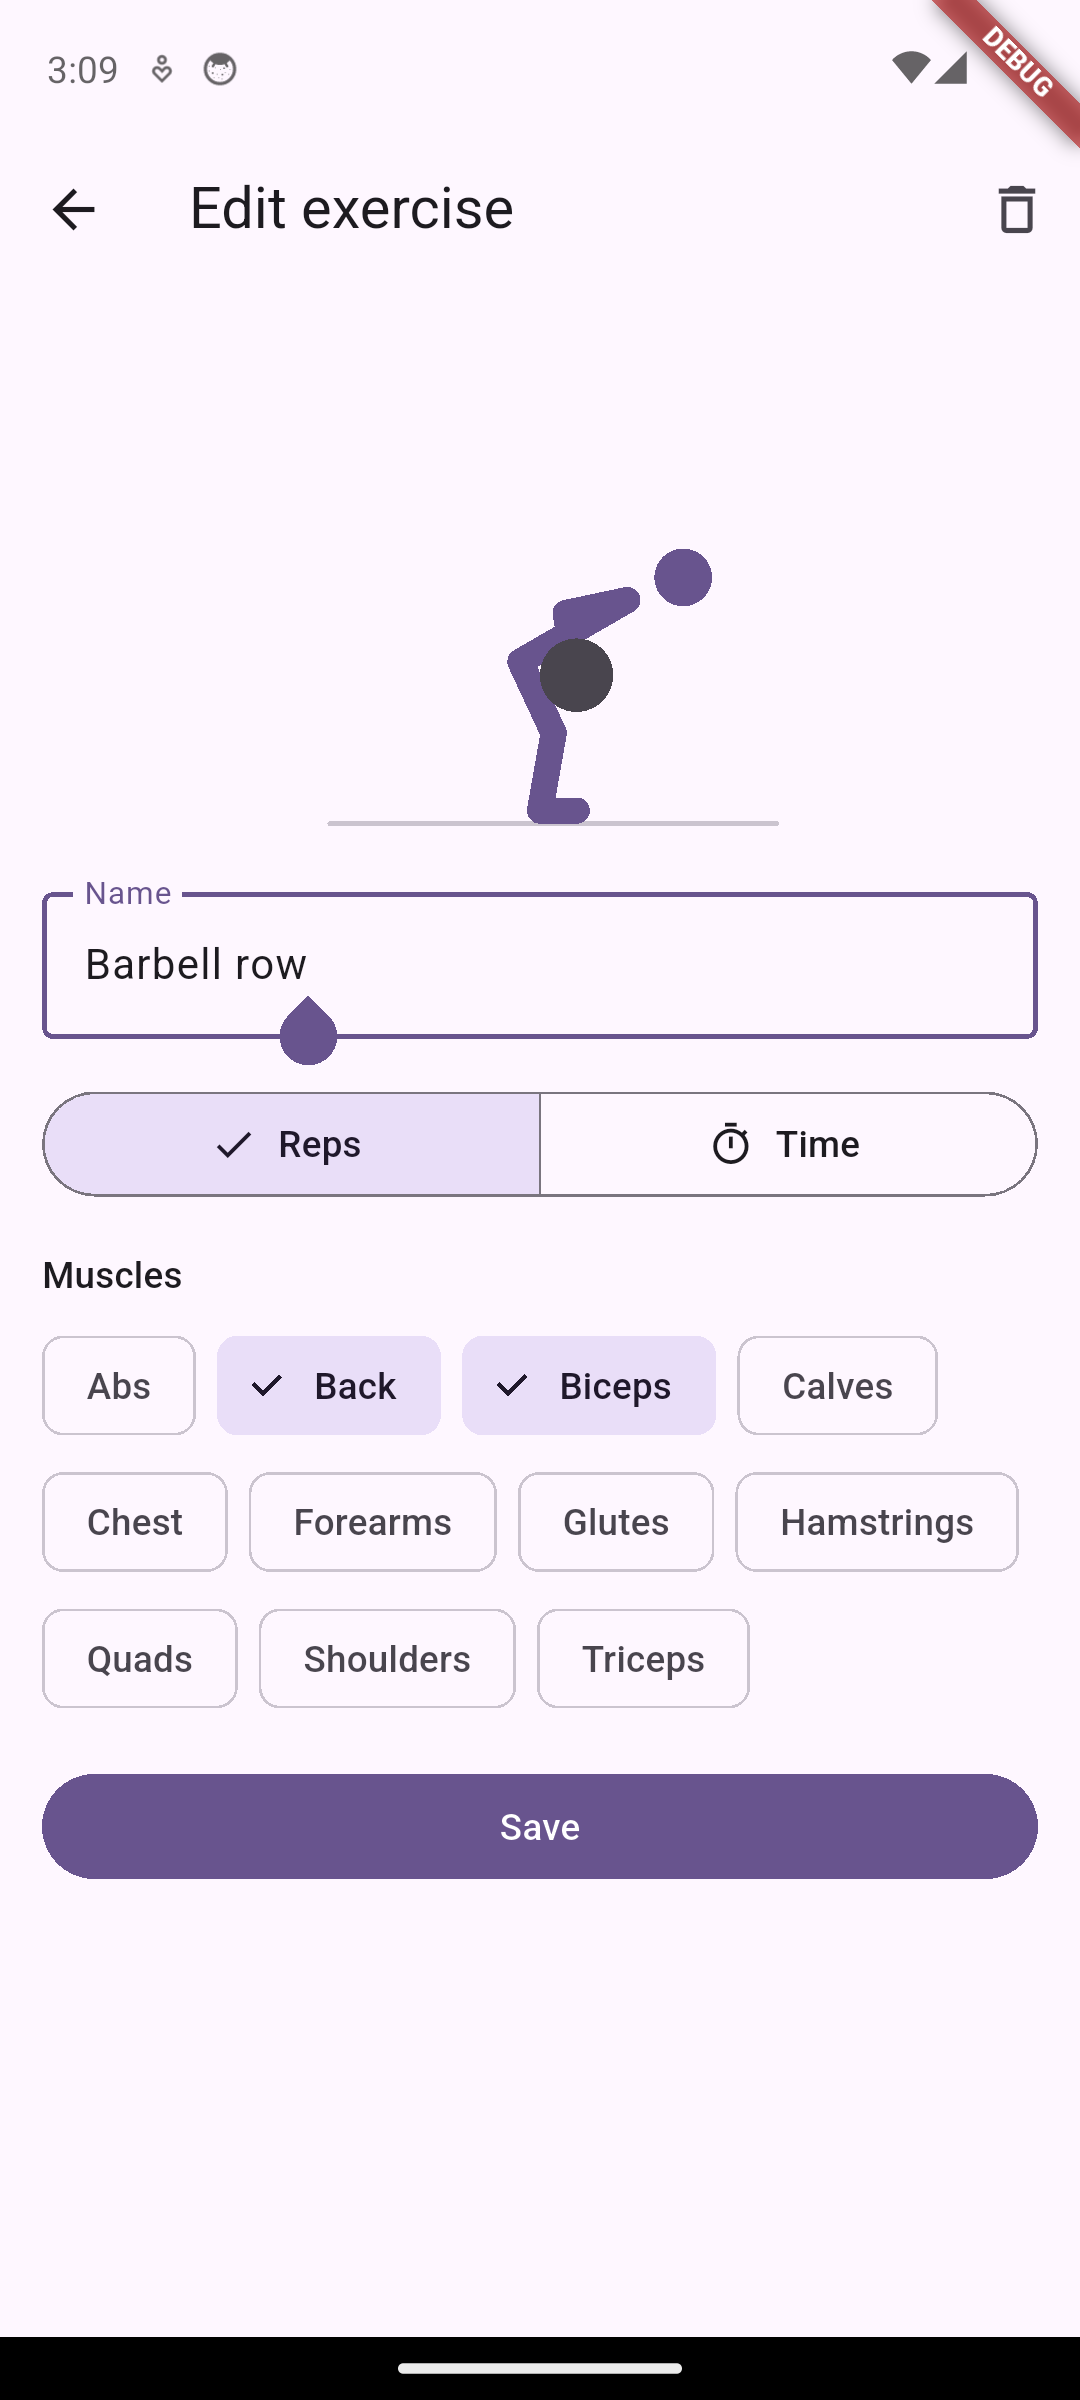 3:09
DEBUG
Edit exercise
Name
Barbell row
Reps Time
Muscles
Abs Back Biceps Calves
Chest Forearms Glutes Hamstrings
Quads Shoulders Triceps
Save